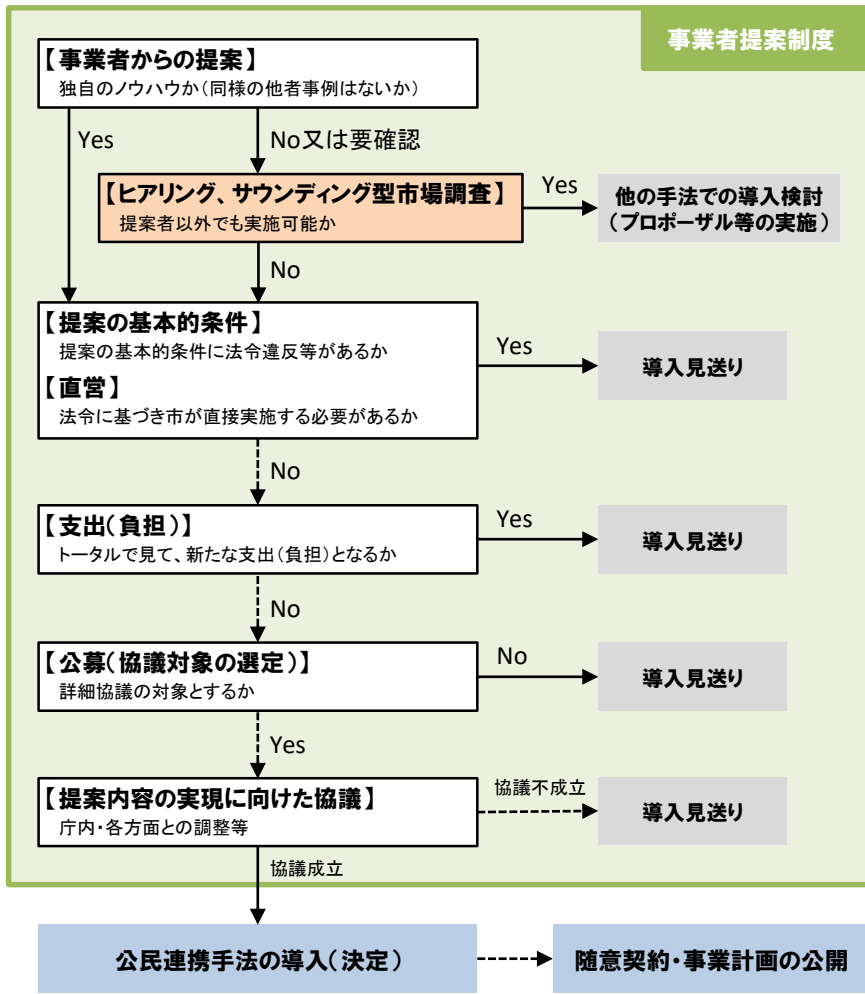 事業者提案制度
【事業者からの提案】
独自のノウハウか（同様の他者事例はないか）
Yes
No又は要確認
【ヒアリング、サウンディング型市場調査】
提案者以外でも実施可能か
Yes
他の手法での導入検討
（プロポーザル等の実施）
No
【提案の基本的条件】
提案の基本的条件に法令違反等があるか
【直営】
法令に基づき市が直接実施する必要があるか
Yes
導入見送り
No
【支出（負担）】
トータルで見て、新たな支出（負担）となるか
Yes
導入見送り
No
【公募（協議対象の選定）】
詳細協議の対象とするか
No
導入見送り
Yes
【提案内容の実現に向けた協議】
庁内・各方面との調整等
協議不成立
導入見送り
協議成立
公民連携手法の導入（決定）
随意契約・事業計画の公開